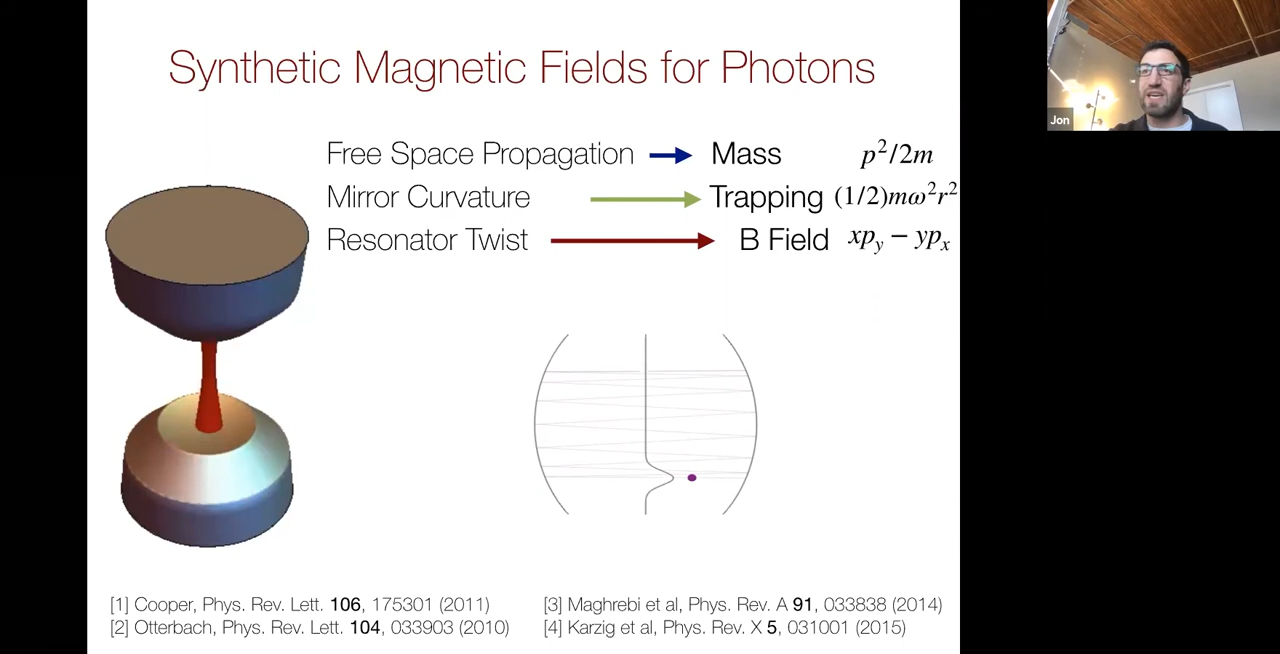 Synthetic Magnetic Fields for Photons
Free Space Propagation Mass p²/2m
Mirror Curvature Trapping (1/2)mω²r²
Resonator Twist B Field xpᵧ − ypₓ
Jon
[1] Cooper, Phys. Rev. Lett. 106, 175301 (2011)
[2] Otterbach, Phys. Rev. Lett. 104, 033903 (2010)
[3] Maghrebi et al, Phys. Rev. A 91, 033838 (2014)
[4] Karzig et al, Phys. Rev. X 5, 031001 (2015)